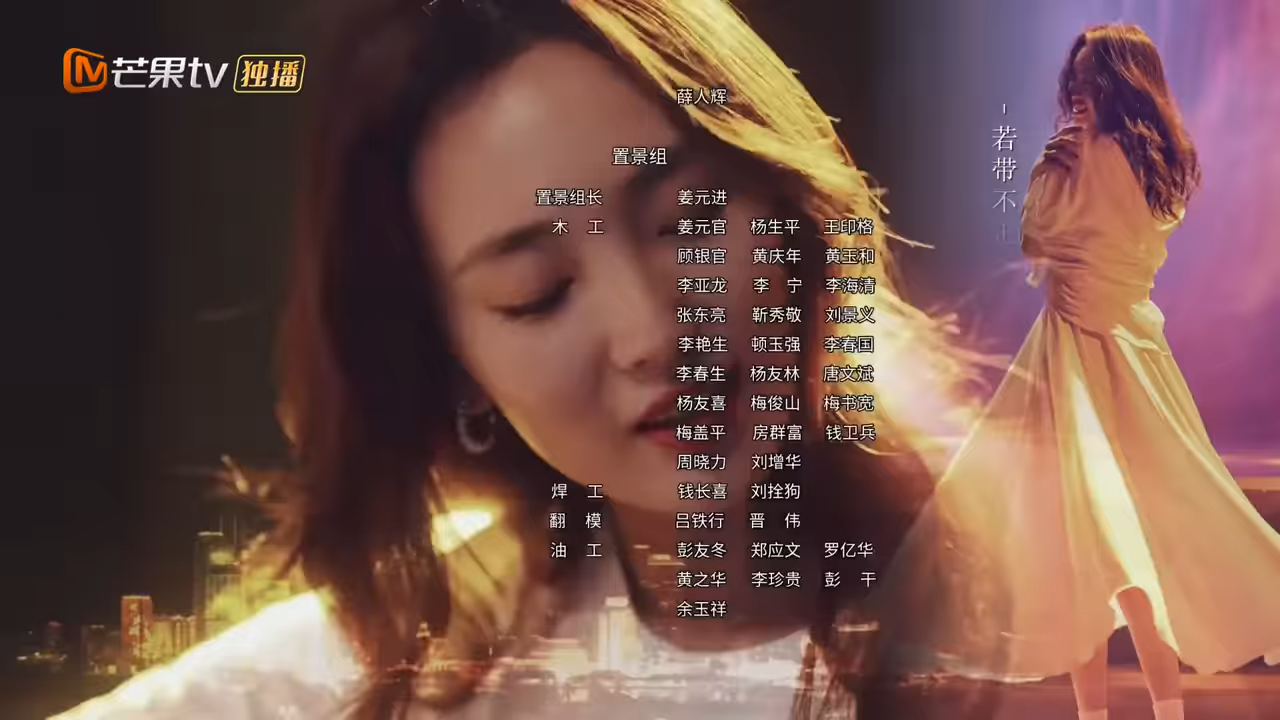 芒果tv 独播
薛人辉
置景组
置景组长 姜元进
木 工 姜元官 杨生平 王印格
顾银官 黄庆年 黄玉和
李亚龙 李 宁 李海清
张东亮 靳秀敬 刘景义
李艳生 顿玉强 李春国
李春生 杨友林 唐文斌
杨友喜 梅俊山 梅书宽
梅盖平 房群富 钱卫兵
周晓力 刘增华
焊 工 钱长喜 刘拴狗
翻 模 吕铁行 晋 伟
油 工 彭友冬 郑应文 罗亿华
黄之华 李珍贵 彭 干
余玉祥
若带不